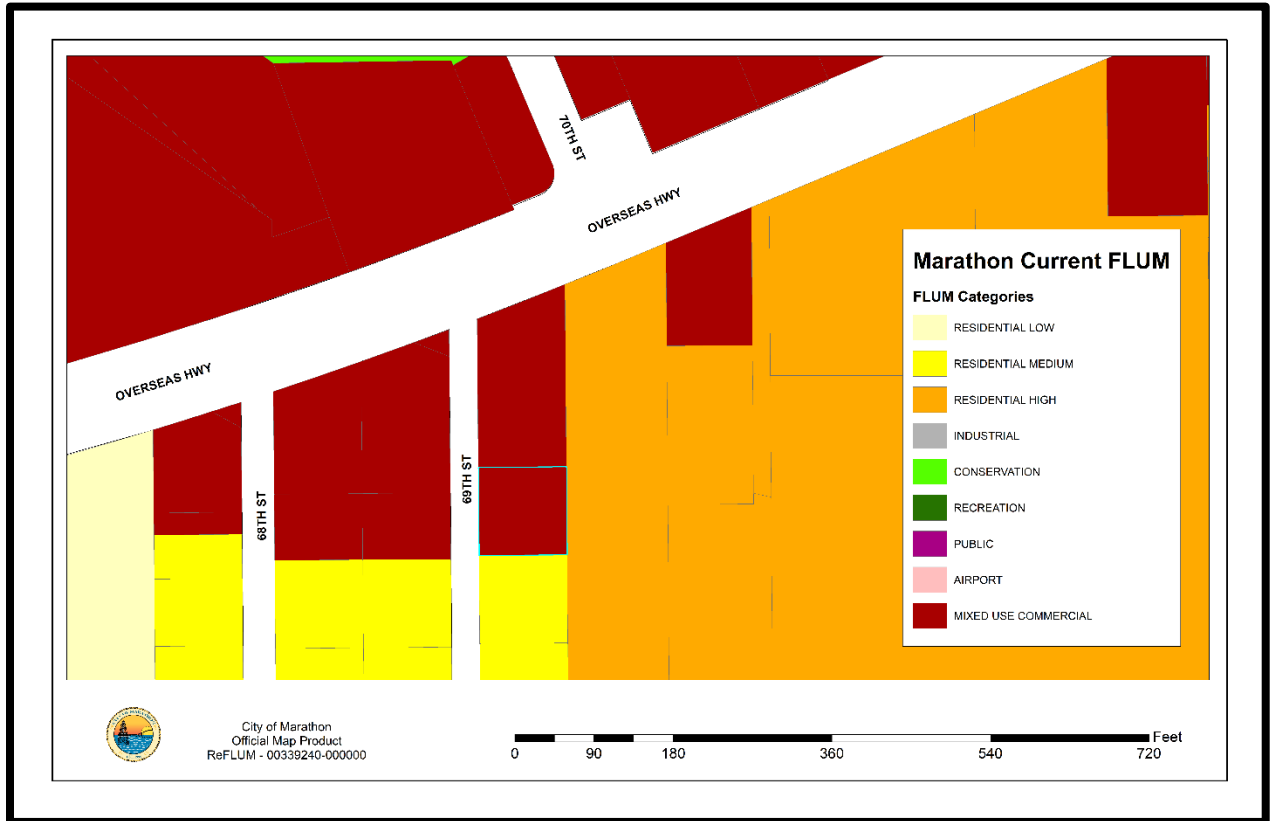 70TH ST
OVERSEAS HWY
OVERSEAS HWY
68TH ST
69TH ST
Marathon Current FLUM
FLUM Categories
RESIDENTIAL LOW
RESIDENTIAL MEDIUM
RESIDENTIAL HIGH
INDUSTRIAL
CONSERVATION
RECREATION
PUBLIC
AIRPORT
MIXED USE COMMERCIAL
City of Marathon
Official Map Product
ReFLUM - 00339240-000000
Feet
0 90 180 360 540 720